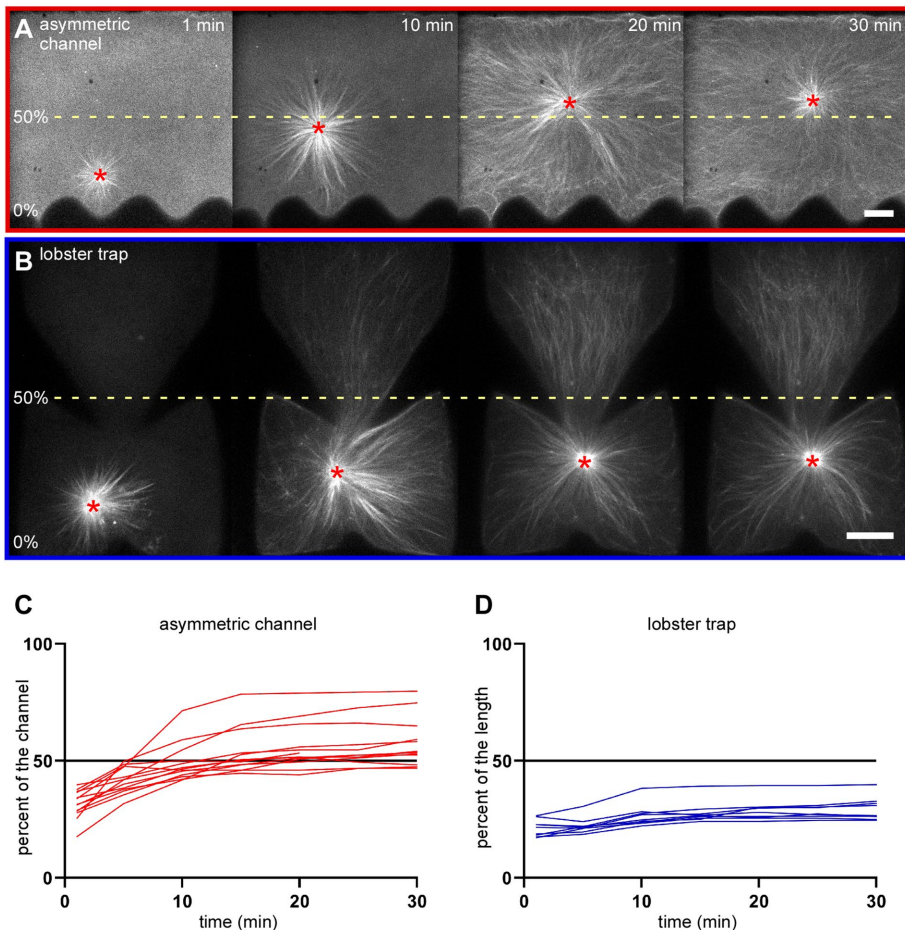 A asymmetric channel 1 min 10 min 20 min 30 min
50%
0%
B lobster trap
50%
0%
C
asymmetric channel
percent of the channel
100
50
0
0 10 20 30
time (min)
D
lobster trap
percent of the length
100
50
0
0 10 20 30
time (min)